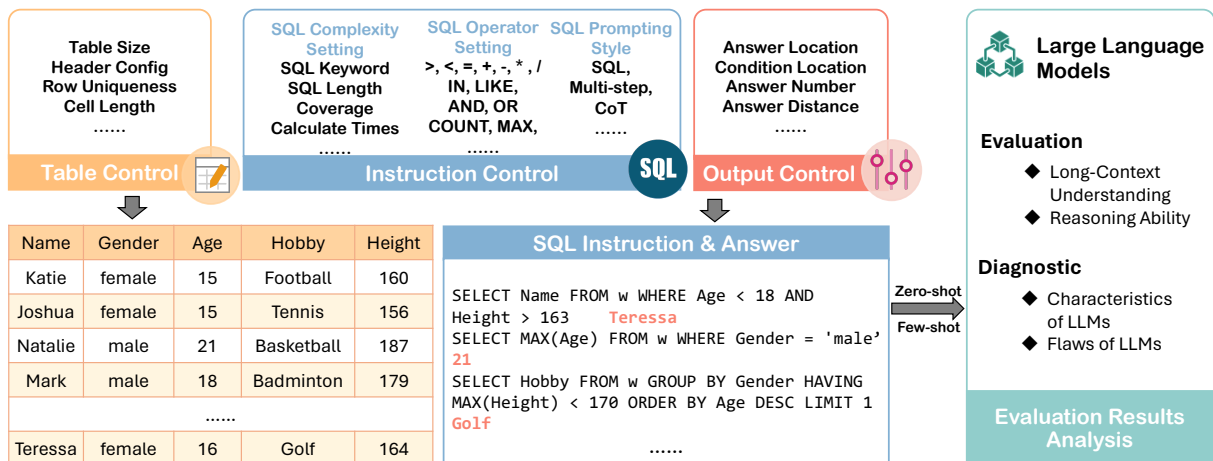 Table Size
Header Config
Row Uniqueness
Cell Length
......
Table Control
SQL Complexity
Setting
SQL Keyword
SQL Length
Coverage
Calculate Times
......
SQL Operator
Setting
>, <, =, +, -, * , /
IN, LIKE,
AND, OR
COUNT, MAX,
......
SQL Prompting
Style
SQL,
Multi-step,
CoT
......
Instruction Control
SQL
Answer Location
Condition Location
Answer Number
Answer Distance
......
Output Control
Name Gender Age Hobby Height
Katie female 15 Football 160
Joshua female 15 Tennis 156
Natalie male 21 Basketball 187
Mark male 18 Badminton 179
......
Teressa female 16 Golf 164
SQL Instruction & Answer
SELECT Name FROM w WHERE Age < 18 AND
Height > 163 Teressa
SELECT MAX(Age) FROM w WHERE Gender = 'male’
21
SELECT Hobby FROM w GROUP BY Gender HAVING
MAX(Height) < 170 ORDER BY Age DESC LIMIT 1
Golf
......
Zero-shot
Few-shot
Large Language
Models
Evaluation
◆ Long-Context
Understanding
◆ Reasoning Ability
Diagnostic
◆ Characteristics
of LLMs
◆ Flaws of LLMs
Evaluation Results
Analysis